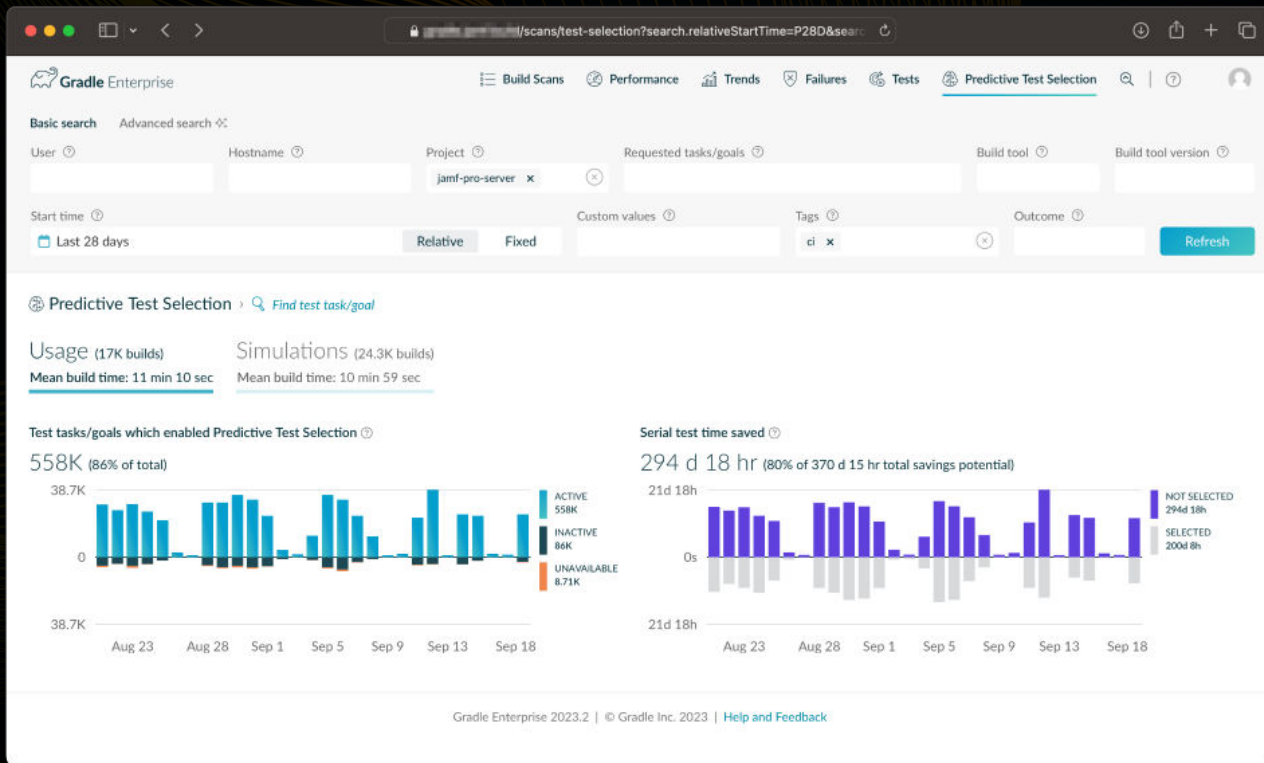 /scans/test-selection?search.relativeStartTime=P28D&sear
Gradle Enterprise
Build Scans Performance Trends Failures Tests Predictive Test Selection
Basic search Advanced search
User Hostname Project Requested tasks/goals Build tool Build tool version
jamf-pro-server ×
Start time Custom values Tags Outcome
Last 28 days Relative Fixed ci × Refresh
Predictive Test Selection › Find test task/goal
Usage (17K builds) Simulations (24.3K builds)
Mean build time: 11 min 10 sec Mean build time: 10 min 59 sec
Test tasks/goals which enabled Predictive Test Selection
558K (86% of total)
38.7K
0
38.7K
ACTIVE
558K
INACTIVE
86K
UNAVAILABLE
8.71K
Aug 23 Aug 28 Sep 1 Sep 5 Sep 9 Sep 13 Sep 18
Serial test time saved
294 d 18 hr (80% of 370 d 15 hr total savings potential)
21d 18h
0s
21d 18h
NOT SELECTED
294d 18h
SELECTED
200d 8h
Aug 23 Aug 28 Sep 1 Sep 5 Sep 9 Sep 13 Sep 18
Gradle Enterprise 2023.2 | © Gradle Inc. 2023 | Help and Feedback